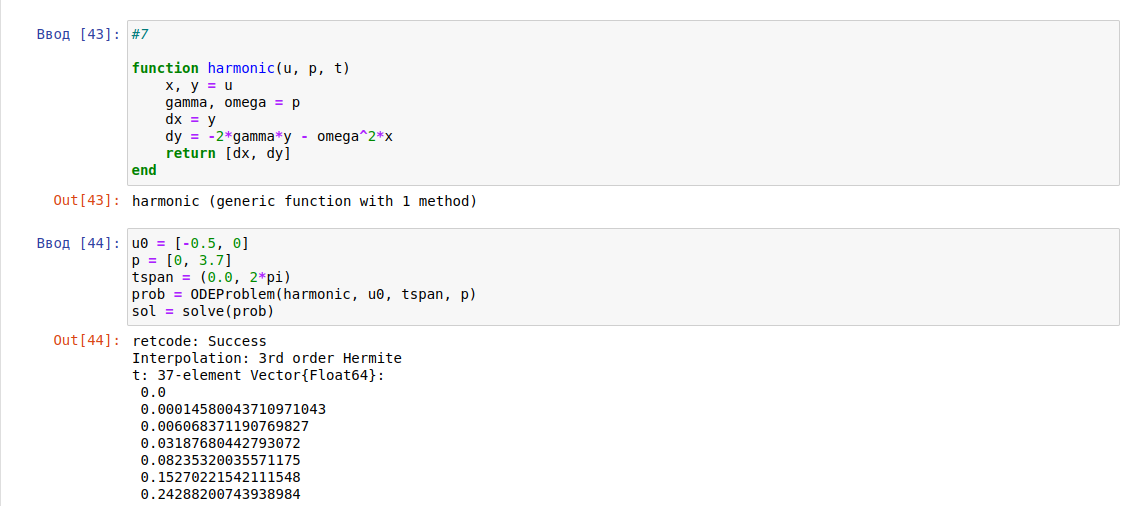 Ввод [43]: #7
function harmonic(u, p, t)
    x, y = u
    gamma, omega = p
    dx = y
    dy = -2*gamma*y - omega^2*x
    return [dx, dy]
end
Out[43]: harmonic (generic function with 1 method)
Ввод [44]: u0 = [-0.5, 0]
p = [0, 3.7]
tspan = (0.0, 2*pi)
prob = ODEProblem(harmonic, u0, tspan, p)
sol = solve(prob)
Out[44]: retcode: Success
Interpolation: 3rd order Hermite
t: 37-element Vector{Float64}:
 0.0
 0.00014580043710971043
 0.006068371190769827
 0.03187680442793072
 0.08235320035571175
 0.15270221542111548
 0.24288200743938984